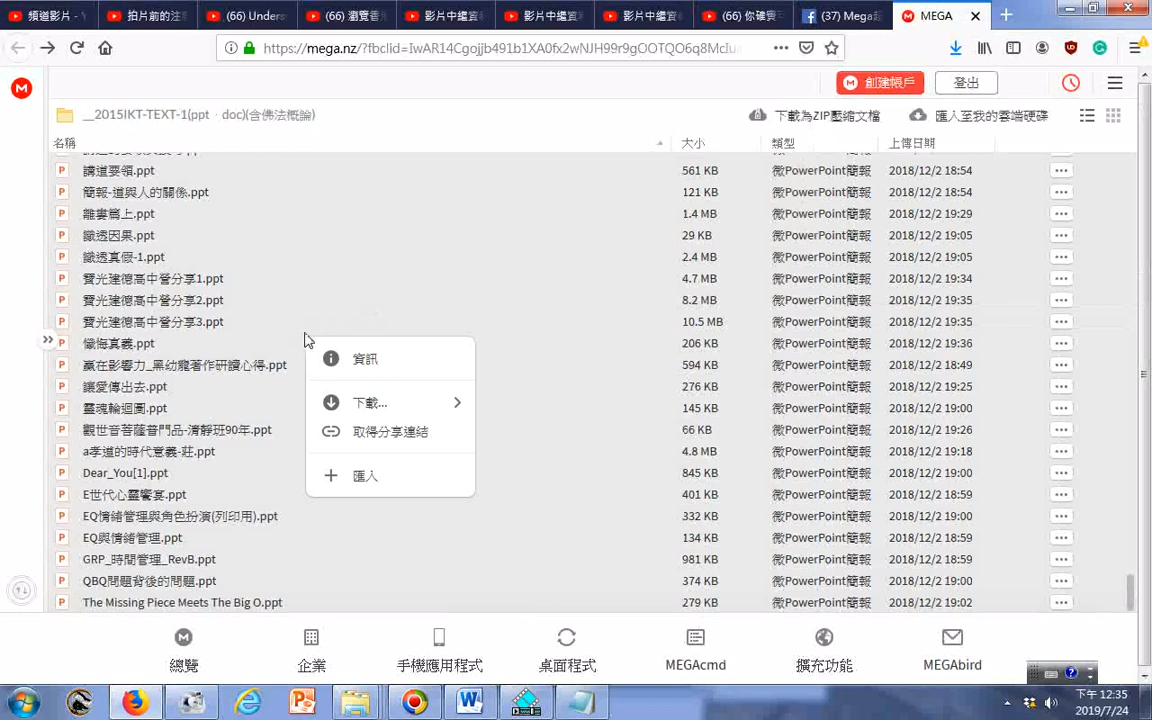 頻道影片 -
拍片前的注
(66) Unders
(66) 瀏覽香
影片中繼資
影片中繼資
影片中繼資
(66) 你確實
(37) Mega超
MEGA
https://mega.nz/?fbclid=IwAR14Cgojjb491b1XA0fx2wNJH99r9gOOTQO6q8McIu
創建帳戶
登出
__2015IKT-TEXT-1(ppt · doc)(含佛法概論)
下載為ZIP壓縮文檔
匯入至我的雲端硬碟
名稱 大小 類型 上傳日期
講道要領.ppt 561 KB 微PowerPoint簡報 2018/12/2 18:54
簡報-道與人的關係.ppt 121 KB 微PowerPoint簡報 2018/12/2 18:54
離婁篇上.ppt 1.4 MB 微PowerPoint簡報 2018/12/2 19:29
識透因果.ppt 29 KB 微PowerPoint簡報 2018/12/2 19:05
識透真假-1.ppt 2.4 MB 微PowerPoint簡報 2018/12/2 19:05
寶光建德高中營分享1.ppt 4.7 MB 微PowerPoint簡報 2018/12/2 19:34
寶光建德高中營分享2.ppt 8.2 MB 微PowerPoint簡報 2018/12/2 19:35
寶光建德高中營分享3.ppt 10.5 MB 微PowerPoint簡報 2018/12/2 19:35
懺悔真義.ppt 206 KB 微PowerPoint簡報 2018/12/2 19:36
贏在影響力_黑幼龍著作研讀心得.ppt 594 KB 微PowerPoint簡報 2018/12/2 18:49
讓愛傳出去.ppt 276 KB 微PowerPoint簡報 2018/12/2 19:25
靈魂輪迴圖.ppt 145 KB 微PowerPoint簡報 2018/12/2 19:00
觀世音菩薩普門品-清靜班90年.ppt 66 KB 微PowerPoint簡報 2018/12/2 19:26
a孝道的時代意義-莊.ppt 4.8 MB 微PowerPoint簡報 2018/12/2 19:18
Dear_You[1].ppt 845 KB 微PowerPoint簡報 2018/12/2 19:00
E世代心靈饗宴.ppt 401 KB 微PowerPoint簡報 2018/12/2 18:59
EQ情緒管理與角色扮演(列印用).ppt 332 KB 微PowerPoint簡報 2018/12/2 19:00
EQ與情緒管理.ppt 134 KB 微PowerPoint簡報 2018/12/2 18:59
GRP_時間管理_RevB.ppt 981 KB 微PowerPoint簡報 2018/12/2 18:59
QBQ問題背後的問題.ppt 374 KB 微PowerPoint簡報 2018/12/2 19:00
The Missing Piece Meets The Big O.ppt 279 KB 微PowerPoint簡報 2018/12/2 19:02
資訊
下載...
取得分享連結
匯入
總覽
企業
手機應用程式
桌面程式
MEGAcmd
擴充功能
MEGAbird
下午 12:35
2019/7/24